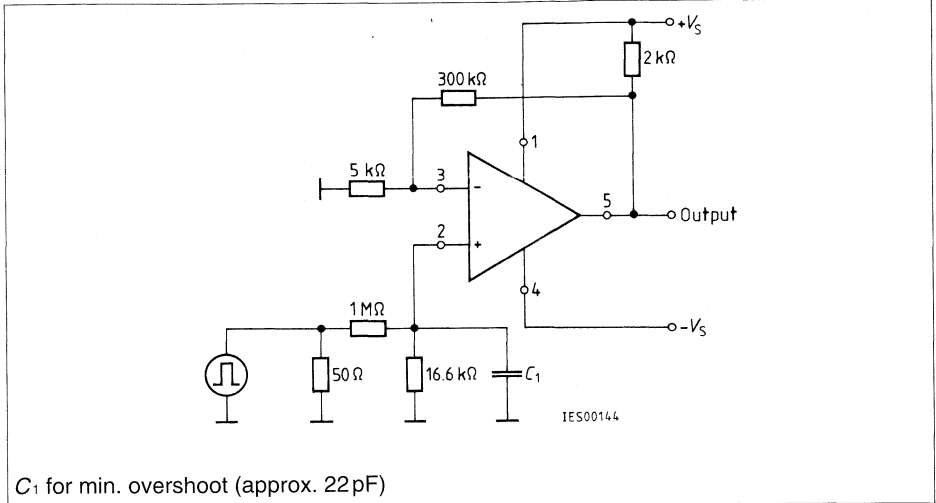 +VS
2 kΩ
300 kΩ
1
5 kΩ
3
-
5
Output
2
+
4
1 MΩ
-VS
50 Ω
16.6 kΩ
C1
IES00144
C1 for min. overshoot (approx. 22 pF)